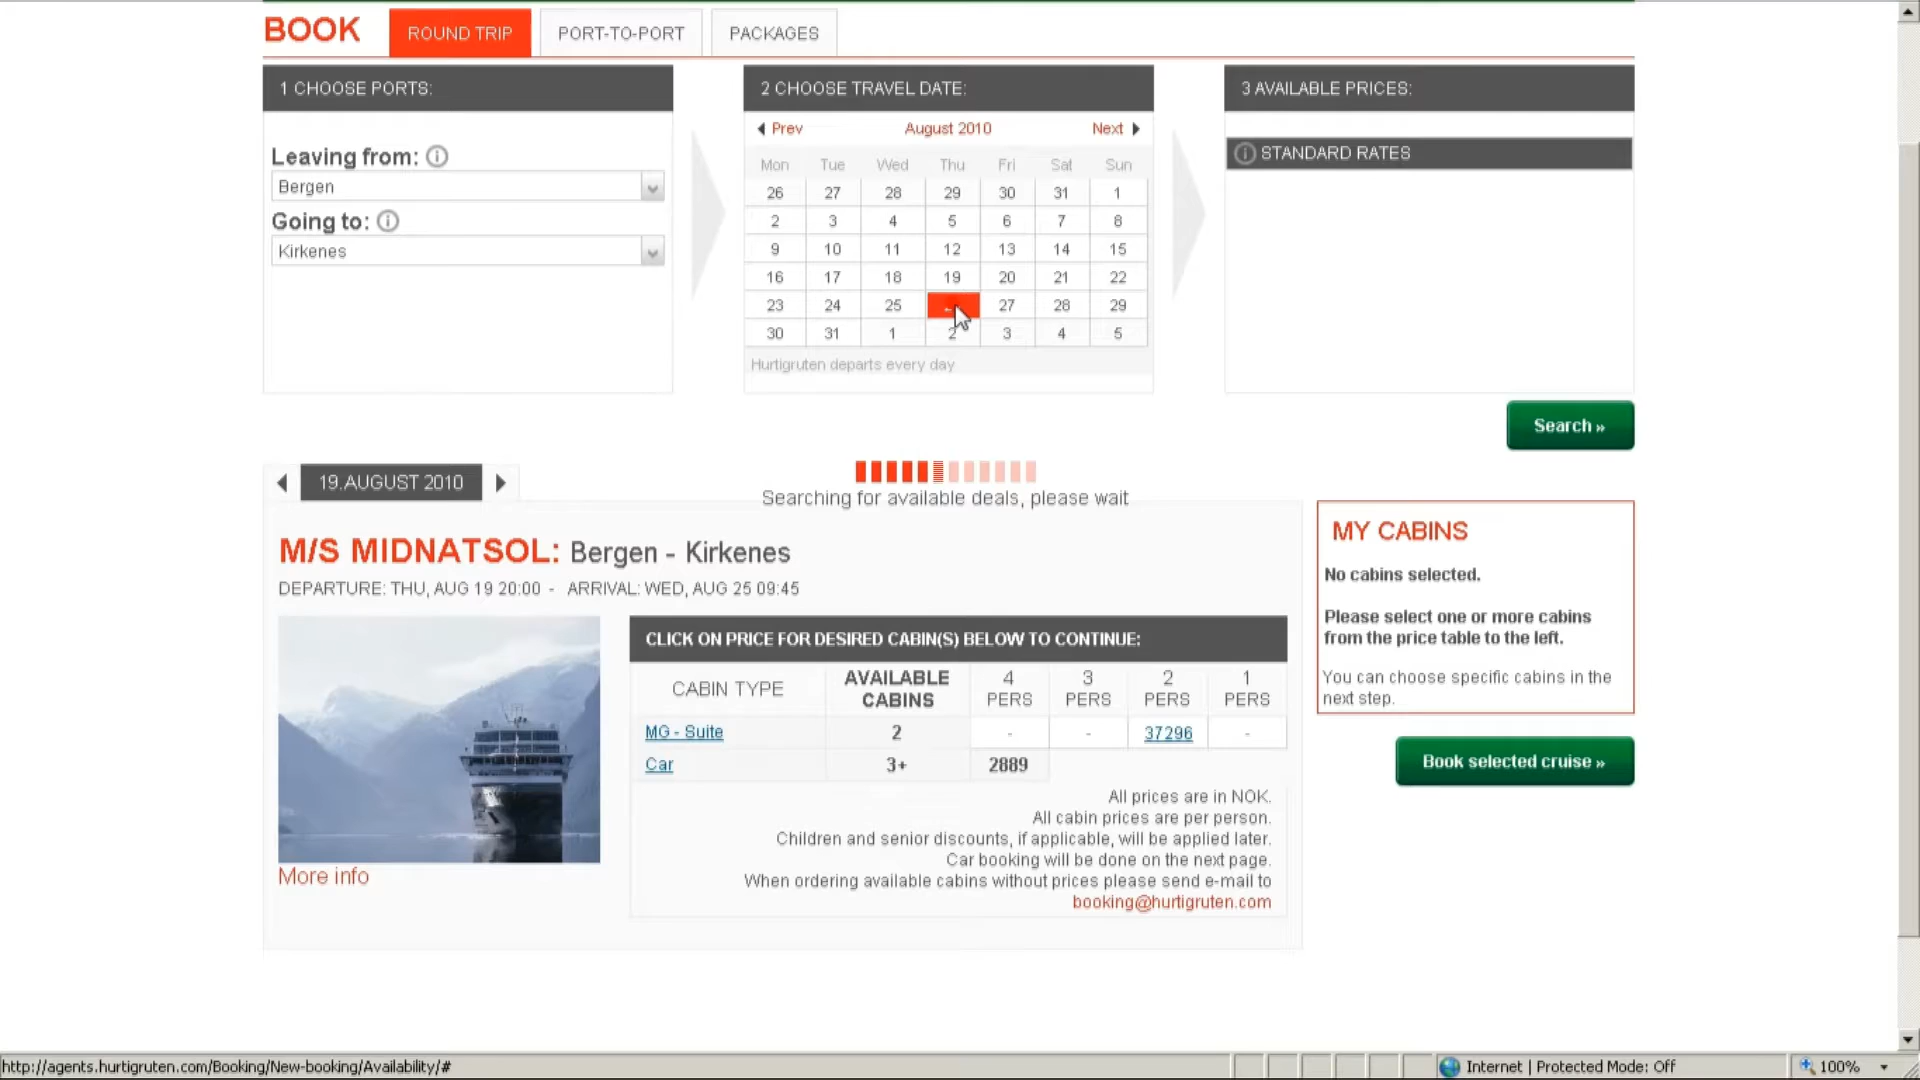 BOOK ROUND TRIP PORT-TO-PORT PACKAGES
1 CHOOSE PORTS:
Leaving from:
Bergen
Going to:
Kirkenes
2 CHOOSE TRAVEL DATE:
Prev August 2010 Next
Mon Tue Wed Thu Fri Sat Sun
26 27 28 29 30 31 1
2 3 4 5 6 7 8
9 10 11 12 13 14 15
16 17 18 19 20 21 22
23 24 25 27 28 29
30 31 1 2 3 4 5
Hurtigruten departs every day
3 AVAILABLE PRICES:
STANDARD RATES
Search »
Searching for available deals, please wait
19.AUGUST 2010
M/S MIDNATSOL: Bergen - Kirkenes
DEPARTURE: THU, AUG 19 20:00 - ARRIVAL: WED, AUG 25 09:45
More info
CLICK ON PRICE FOR DESIRED CABIN(S) BELOW TO CONTINUE:
CABIN TYPE AVAILABLE CABINS 4 PERS 3 PERS 2 PERS 1 PERS
MG - Suite 2 - - 37296 -
Car 3+ 2889
All prices are in NOK.
All cabin prices are per person.
Children and senior discounts, if applicable, will be applied later.
Car booking will be done on the next page.
When ordering available cabins without prices please send e-mail to
booking@hurtigruten.com
MY CABINS
No cabins selected.
Please select one or more cabins
from the price table to the left.
You can choose specific cabins in the
next step.
Book selected cruise »
http://agents.hurtigruten.com/Booking/New-booking/Availability/#
Internet | Protected Mode: Off
100%